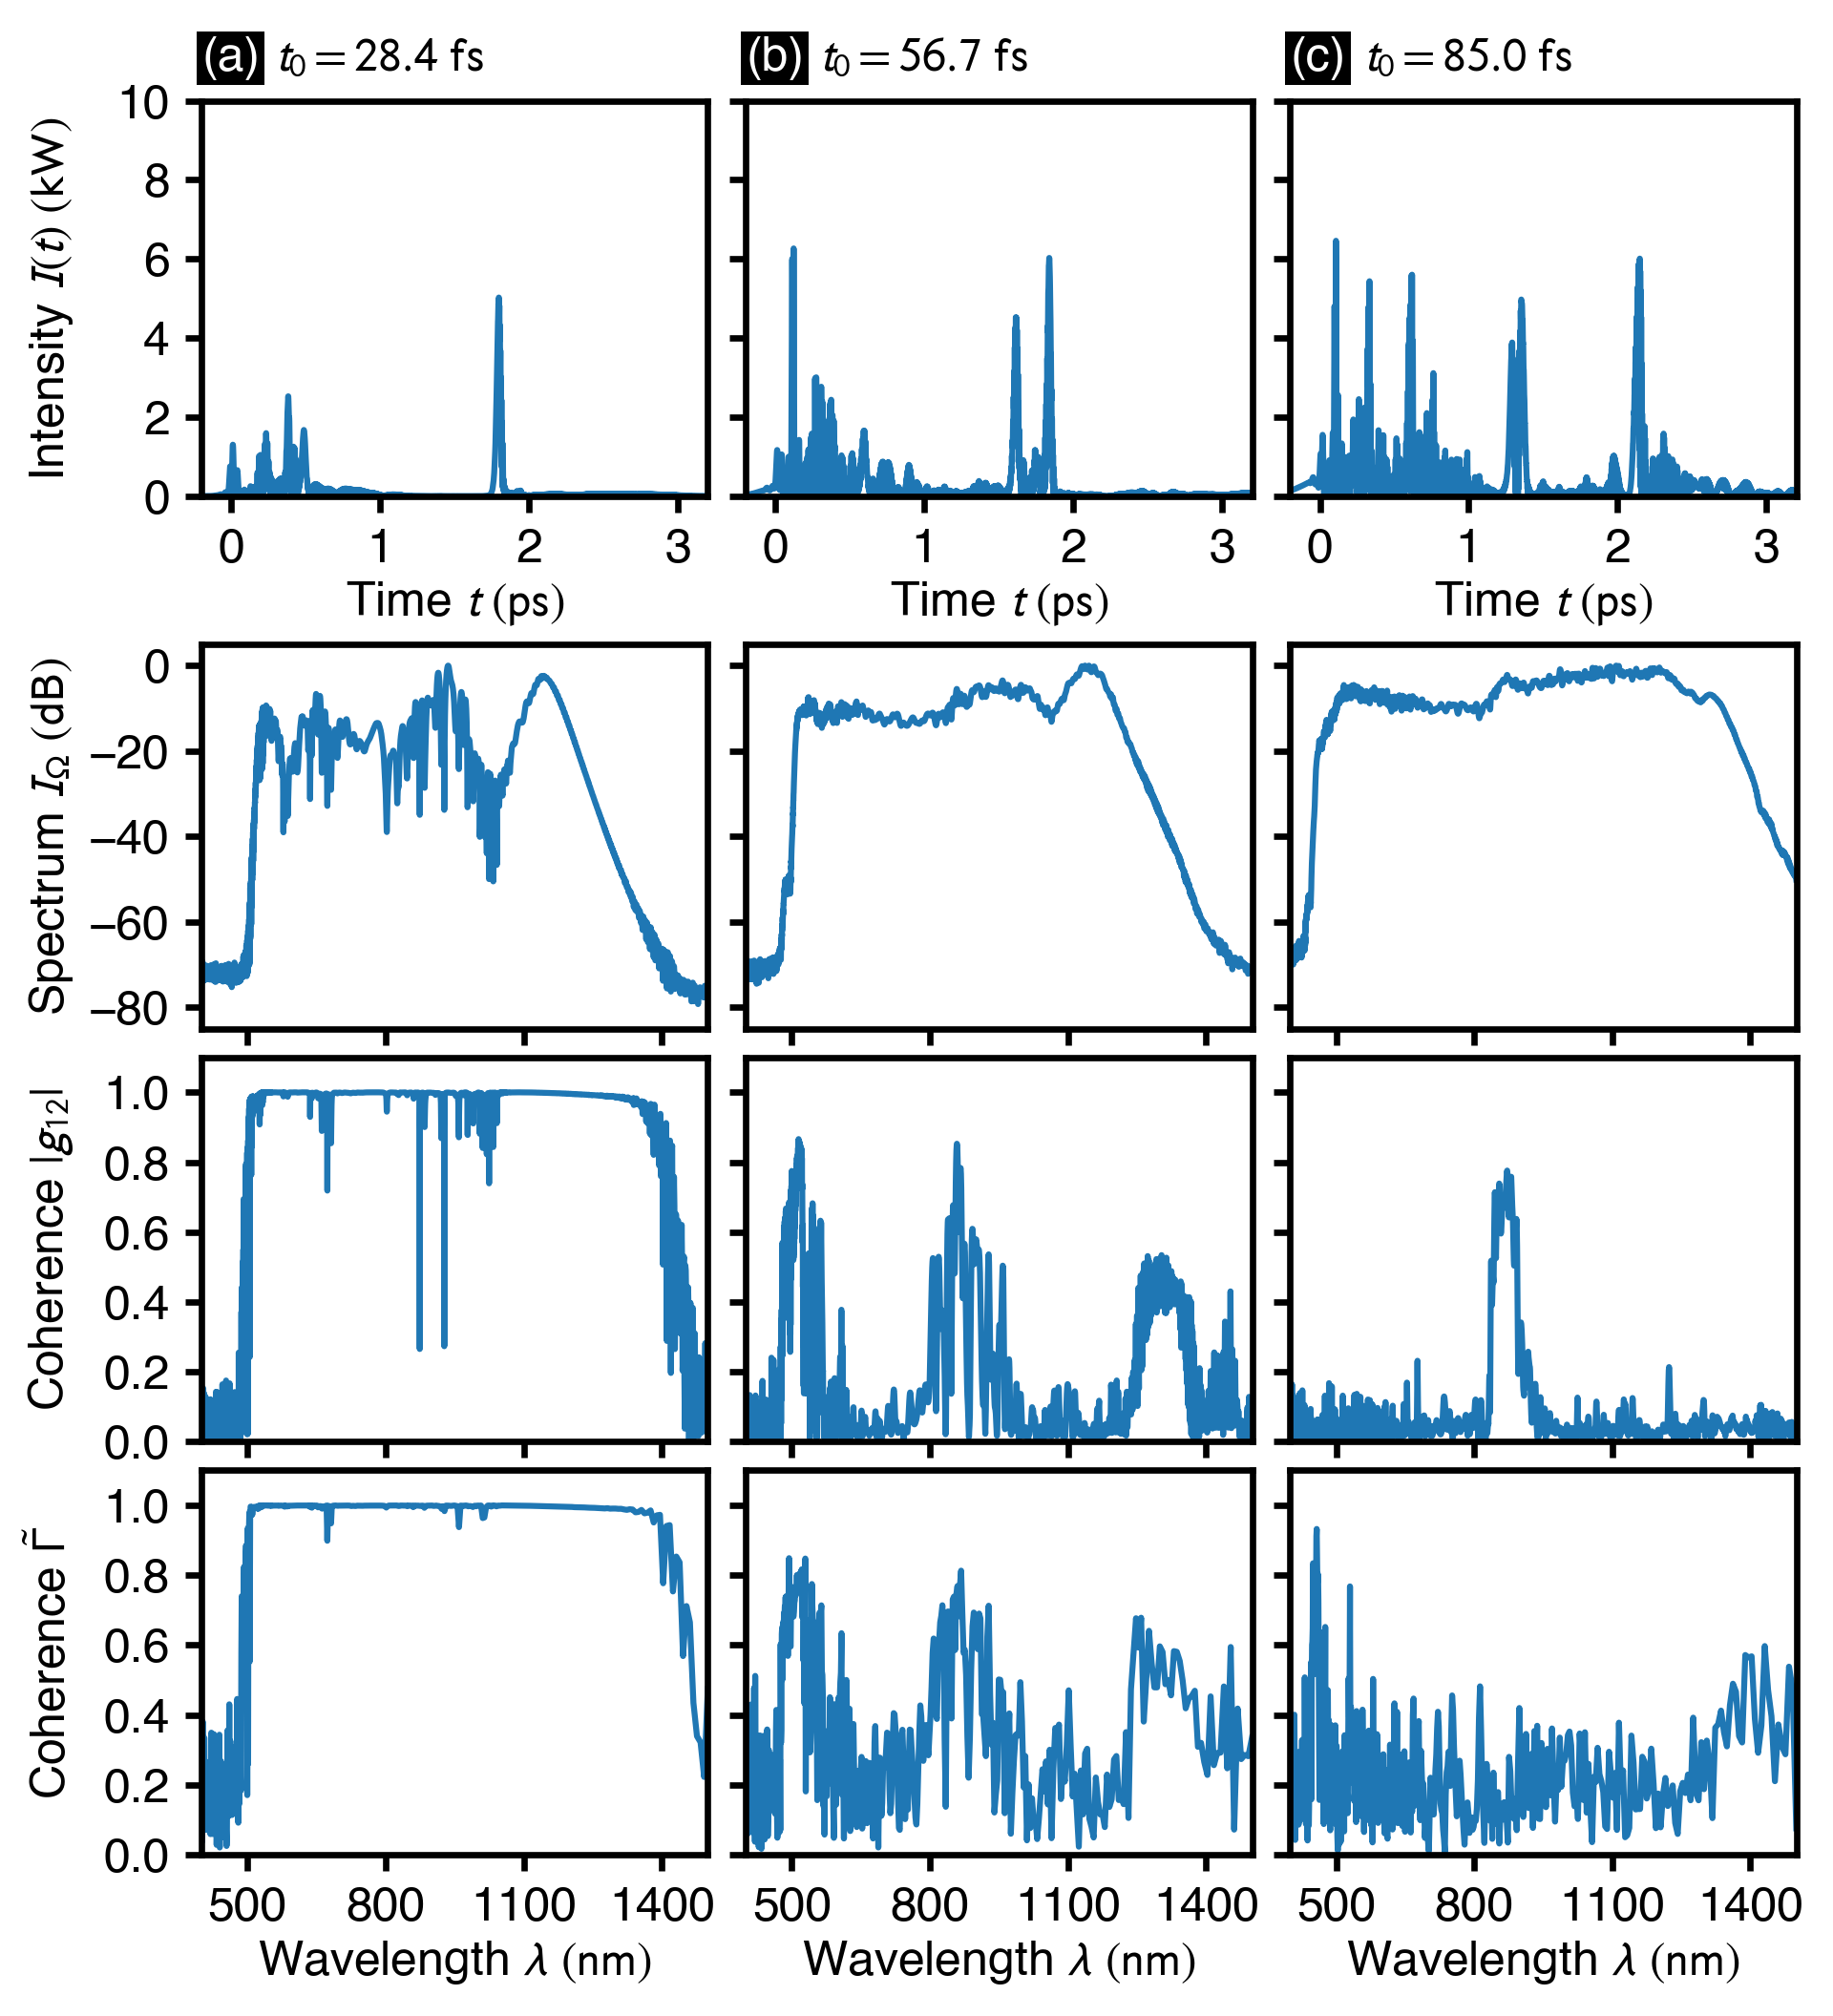 (a) t₀ = 28.4 fs
(b) t₀ = 56.7 fs
(c) t₀ = 85.0 fs
Intensity I(t) (kW)
10
8
6
4
2
0
0 1 2 3
0 1 2 3
0 1 2 3
Time t (ps)
Time t (ps)
Time t (ps)
Spectrum I_Ω (dB)
0
−20
−40
−60
−80
Coherence |g₁₂|
1.0
0.8
0.6
0.4
0.2
0.0
Coherence Γ̃
1.0
0.8
0.6
0.4
0.2
0.0
500 800 1100 1400
500 800 1100 1400
500 800 1100 1400
Wavelength λ (nm)
Wavelength λ (nm)
Wavelength λ (nm)